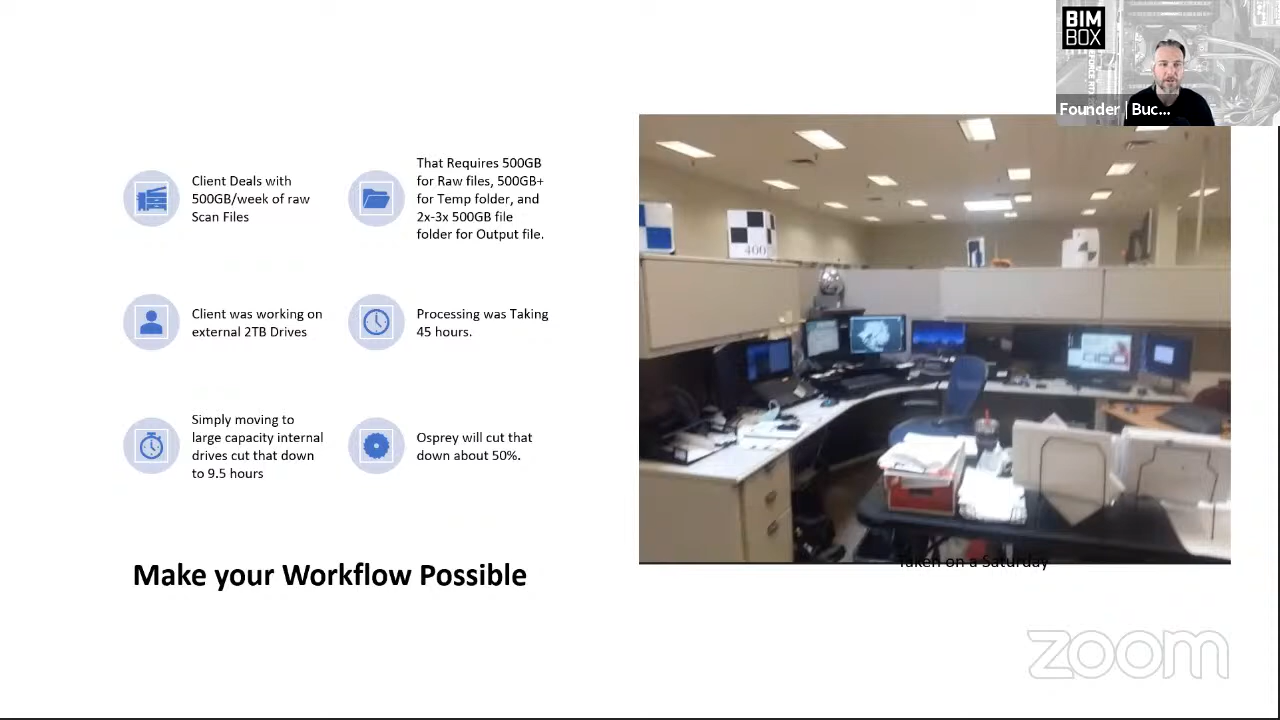 BIM
BOX
Founder | Buc...
Client Deals with
500GB/week of raw
Scan Files
That Requires 500GB
for Raw files, 500GB+
for Temp folder, and
2x-3x 500GB file
folder for Output file.
Client was working on
external 2TB Drives
Processing was Taking
45 hours.
Simply moving to
large capacity internal
drives cut that down
to 9.5 hours
Osprey will cut that
down about 50%.
Make your Workflow Possible
400
Taken on a Saturday
zoom